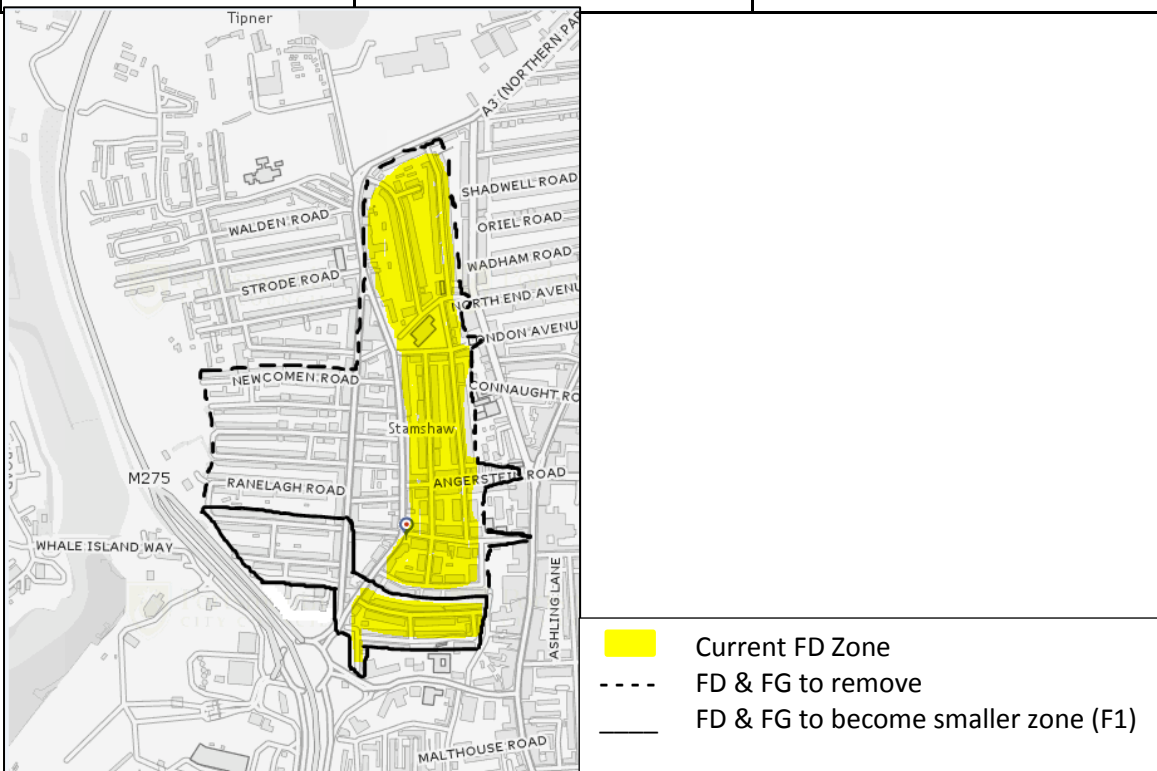 Tipner
A3 (NORTHERN PAR
SHADWELL ROAD
WALDEN ROAD
ORIEL ROAD
WADHAM ROAD
STRODE ROAD
NORTH END AVENU
LONDON AVENU
NEWCOMEN ROAD
CONNAUGHT RO
Stamshaw
M275
ANGERSTEIN ROAD
RANELAGH ROAD
WHALE ISLAND WAY
ASHLING LANE
MALTHOUSE ROAD
Current FD Zone
FD & FG to remove
FD & FG to become smaller zone (F1)